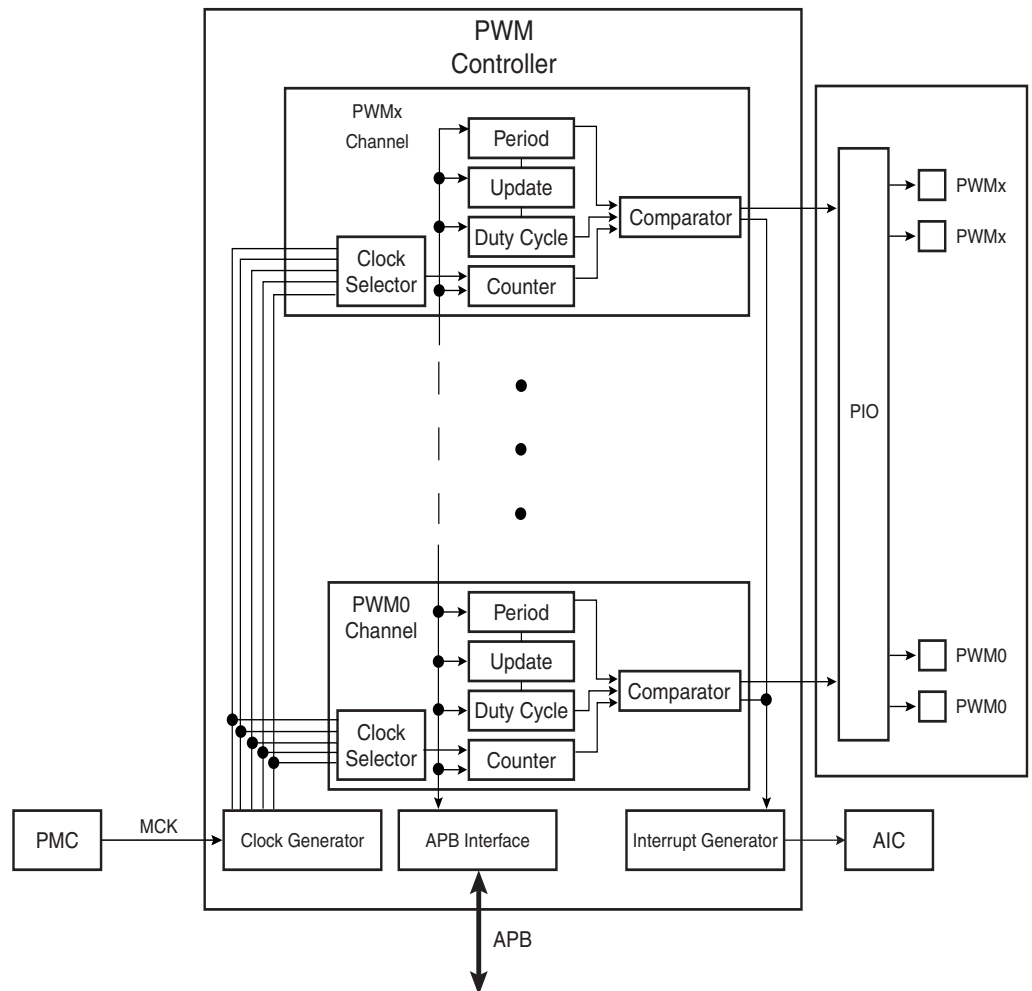 PWM
Controller
PWMx
Channel
Period
Update
Duty Cycle
Counter
Clock
Selector
Comparator
PIO
PWMx
PWMx
PWM0
Channel
Period
Update
Duty Cycle
Counter
Clock
Selector
Comparator
PWM0
PWM0
PMC
MCK
Clock Generator
APB Interface
Interrupt Generator
AIC
APB